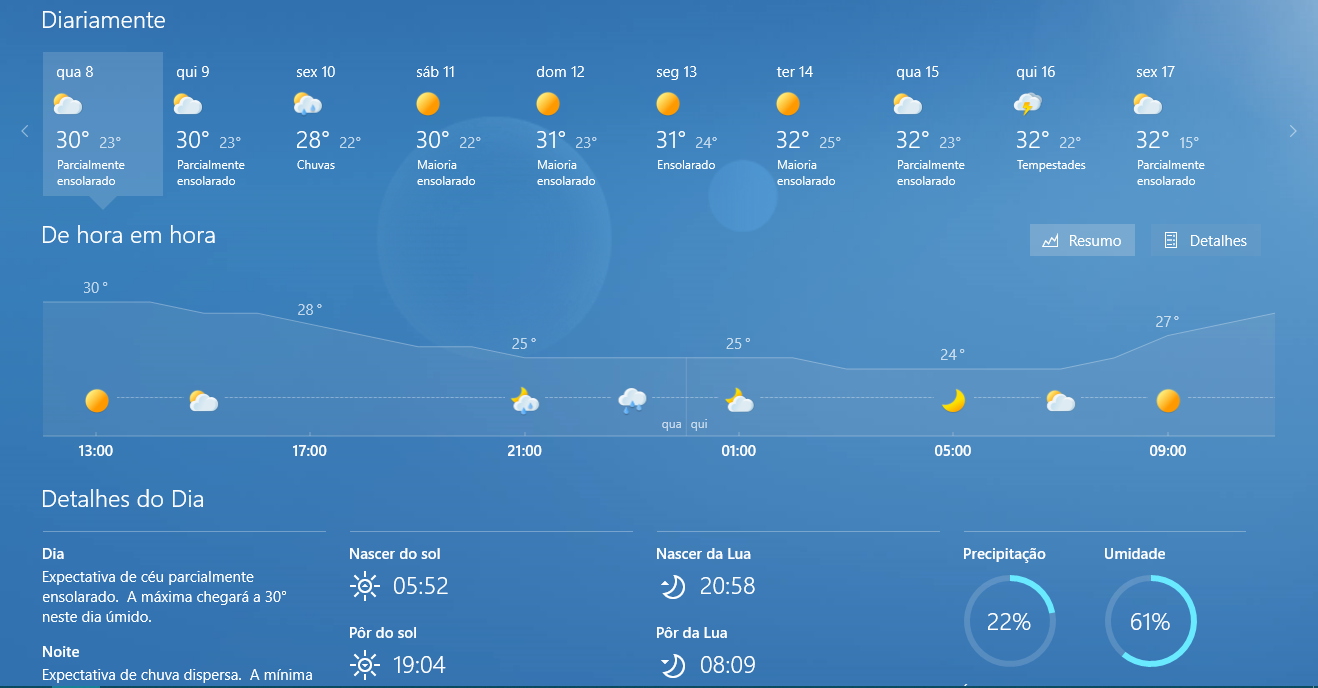 Diariamente
qua 8
qui 9
sex 10
sáb 11
dom 12
seg 13
ter 14
qua 15
qui 16
sex 17
30° 23°
30° 23°
28° 22°
30° 22°
31° 23°
31° 24°
32° 25°
32° 23°
32° 22°
32° 15°
Parcialmente
ensolarado
Parcialmente
ensolarado
Chuvas
Maioria
ensolarado
Maioria
ensolarado
Ensolarado
Maioria
ensolarado
Parcialmente
ensolarado
Tempestades
Parcialmente
ensolarado
De hora em hora
Resumo
Detalhes
30°
28°
25°
25°
24°
27°
qua
qui
13:00
17:00
21:00
01:00
05:00
09:00
Detalhes do Dia
Dia
Expectativa de céu parcialmente
ensolarado. A máxima chegará a 30°
neste dia úmido.
Noite
Expectativa de chuva dispersa. A mínima
Nascer do sol
05:52
Pôr do sol
19:04
Nascer da Lua
20:58
Pôr da Lua
08:09
Precipitação
22%
Umidade
61%